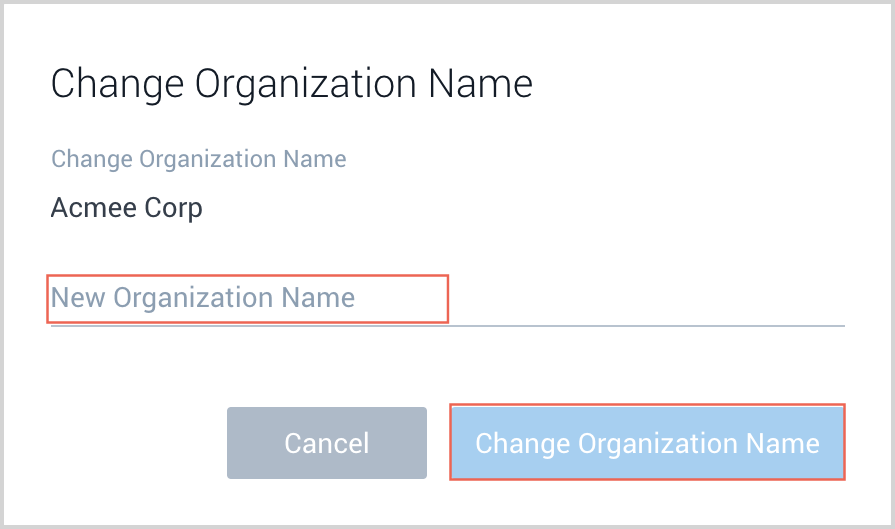 Change Organization Name
Change Organization Name
Acmee Corp
New Organization Name
Cancel
Change Organization Name